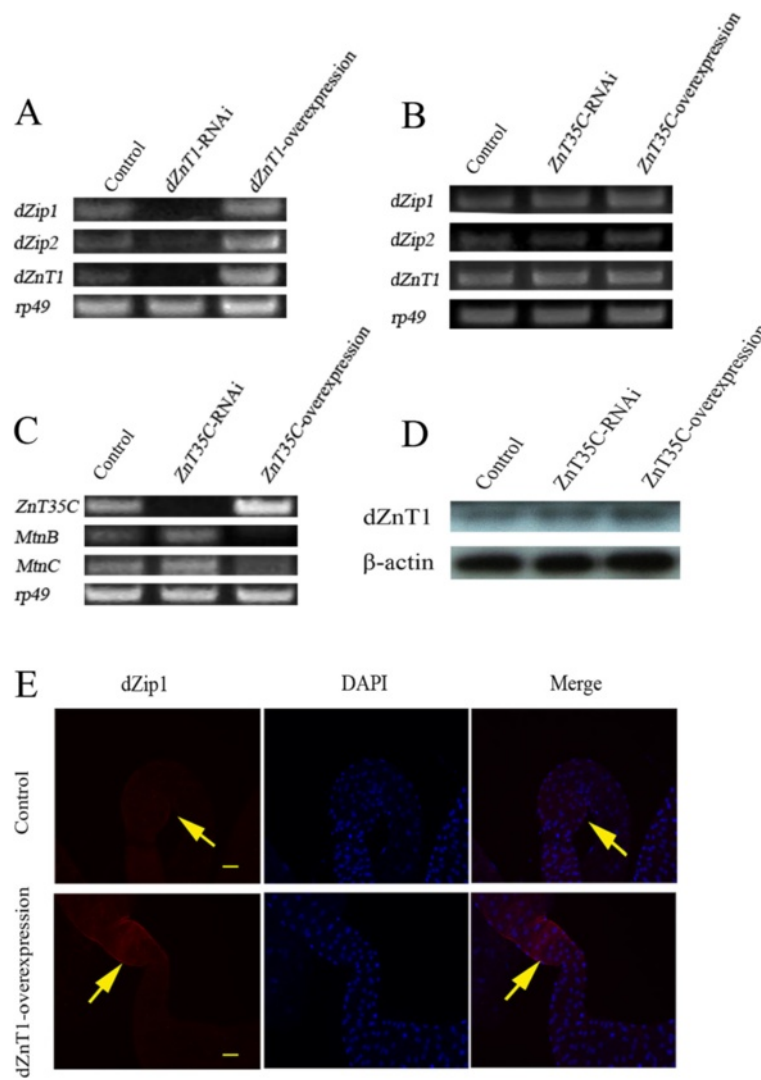 A
Control
dZnT1-RNAi
dZnT1-overexpression
dZip1
dZip2
dZnT1
rp49
B
Control
ZnT35C-RNAi
ZnT35C-overexpression
dZip1
dZip2
dZnT1
rp49
C
Control
ZnT35C-RNAi
ZnT35C-overexpression
ZnT35C
MtnB
MtnC
rp49
D
Control
ZnT35C-RNAi
ZnT35C-overexpression
dZnT1
β-actin
E
dZip1
DAPI
Merge
Control
dZnT1-overexpression